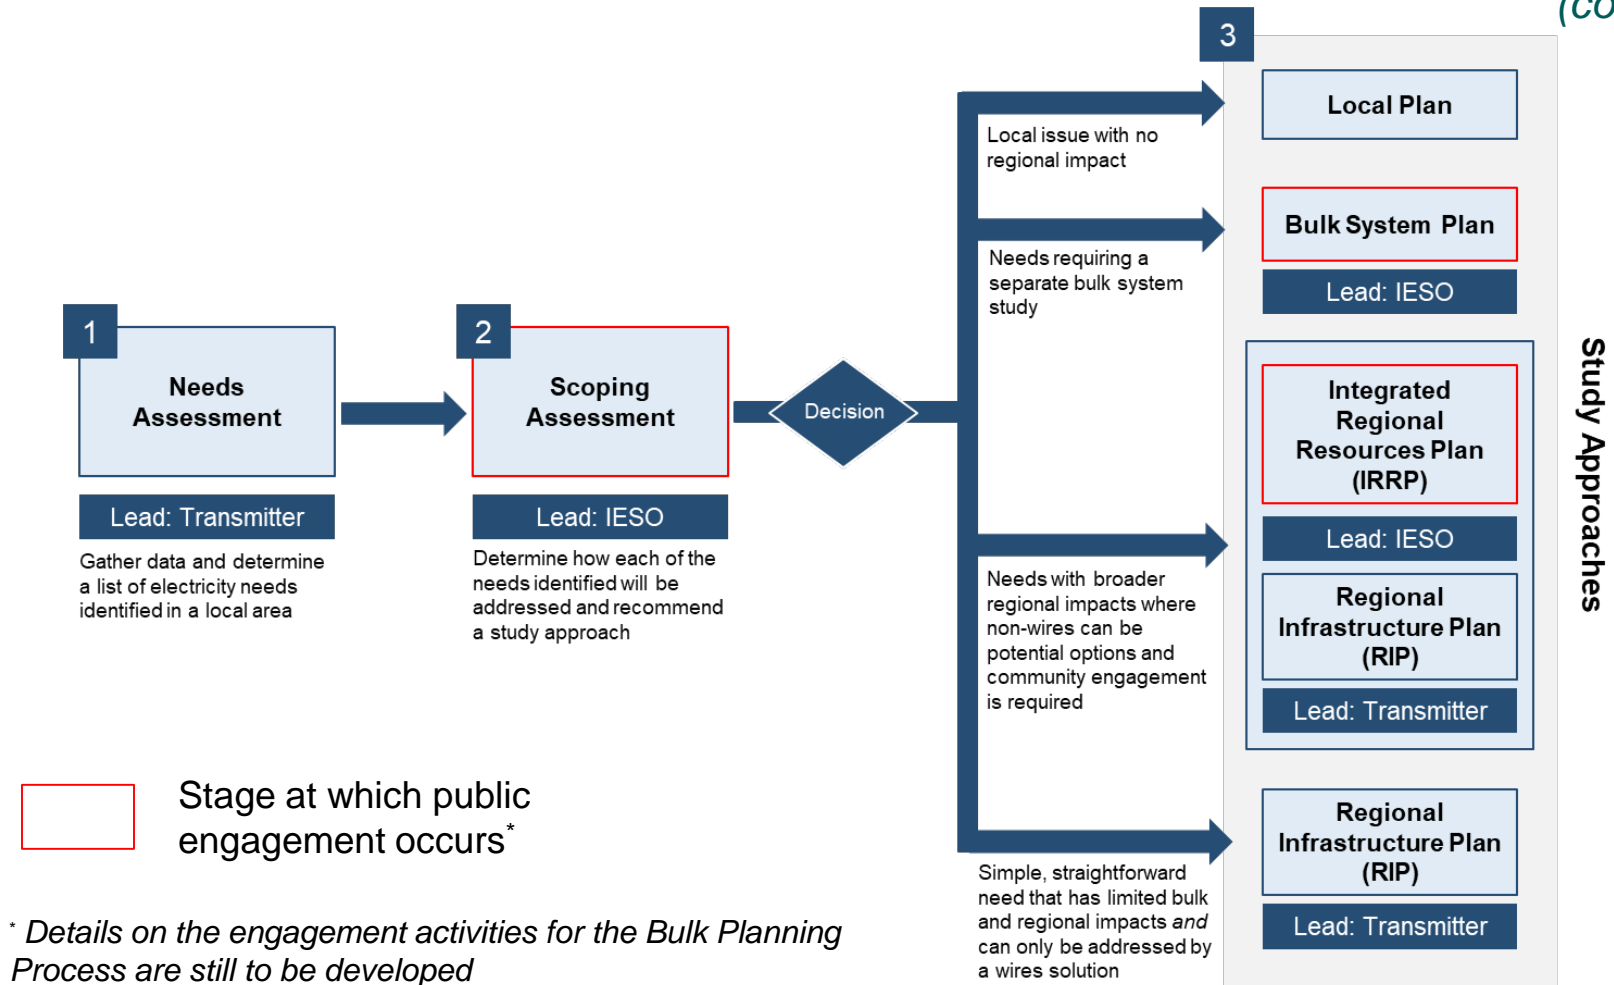 (co
3
Local Plan
Local issue with no
regional impact
Bulk System Plan
Lead: IESO
Needs requiring a
separate bulk system
study
1
Needs
Assessment
Lead: Transmitter
Gather data and determine
a list of electricity needs
identified in a local area
2
Scoping
Assessment
Lead: IESO
Determine how each of the
needs identified will be
addressed and recommend
a study approach
Decision
Integrated
Regional
Resources Plan
(IRRP)
Lead: IESO
Regional
Infrastructure Plan
(RIP)
Lead: Transmitter
Needs with broader
regional impacts where
non-wires can be
potential options and
community engagement
is required
Study Approaches
Regional
Infrastructure Plan
(RIP)
Lead: Transmitter
Simple, straightforward
need that has limited bulk
and regional impacts and
can only be addressed by
a wires solution
Stage at which public
engagement occurs*
* Details on the engagement activities for the Bulk Planning
Process are still to be developed